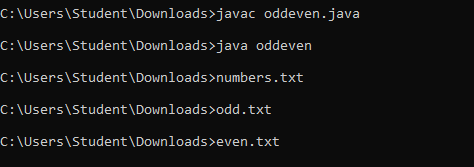 C:\Users\Student\Downloads>javac oddeven.java
C:\Users\Student\Downloads>java oddeven
C:\Users\Student\Downloads>numbers.txt
C:\Users\Student\Downloads>odd.txt
C:\Users\Student\Downloads>even.txt